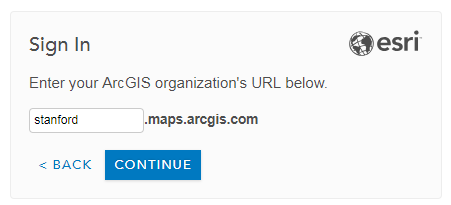 Sign In
esri
Enter your ArcGIS organization's URL below.
stanford .maps.arcgis.com
< BACK CONTINUE